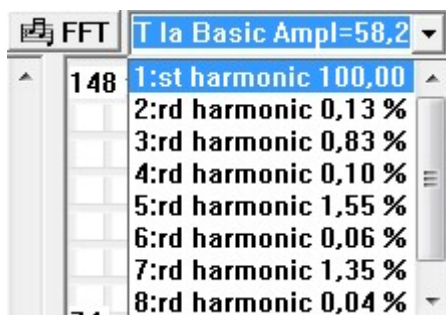 FFT T la Basic Ampl=58,2
148 1:st harmonic 100,00
2:rd harmonic 0,13 %
3:rd harmonic 0,83 %
4:rd harmonic 0,10 %
5:rd harmonic 1,55 %
6:rd harmonic 0,06 %
7:rd harmonic 1,35 %
8:rd harmonic 0,04 %